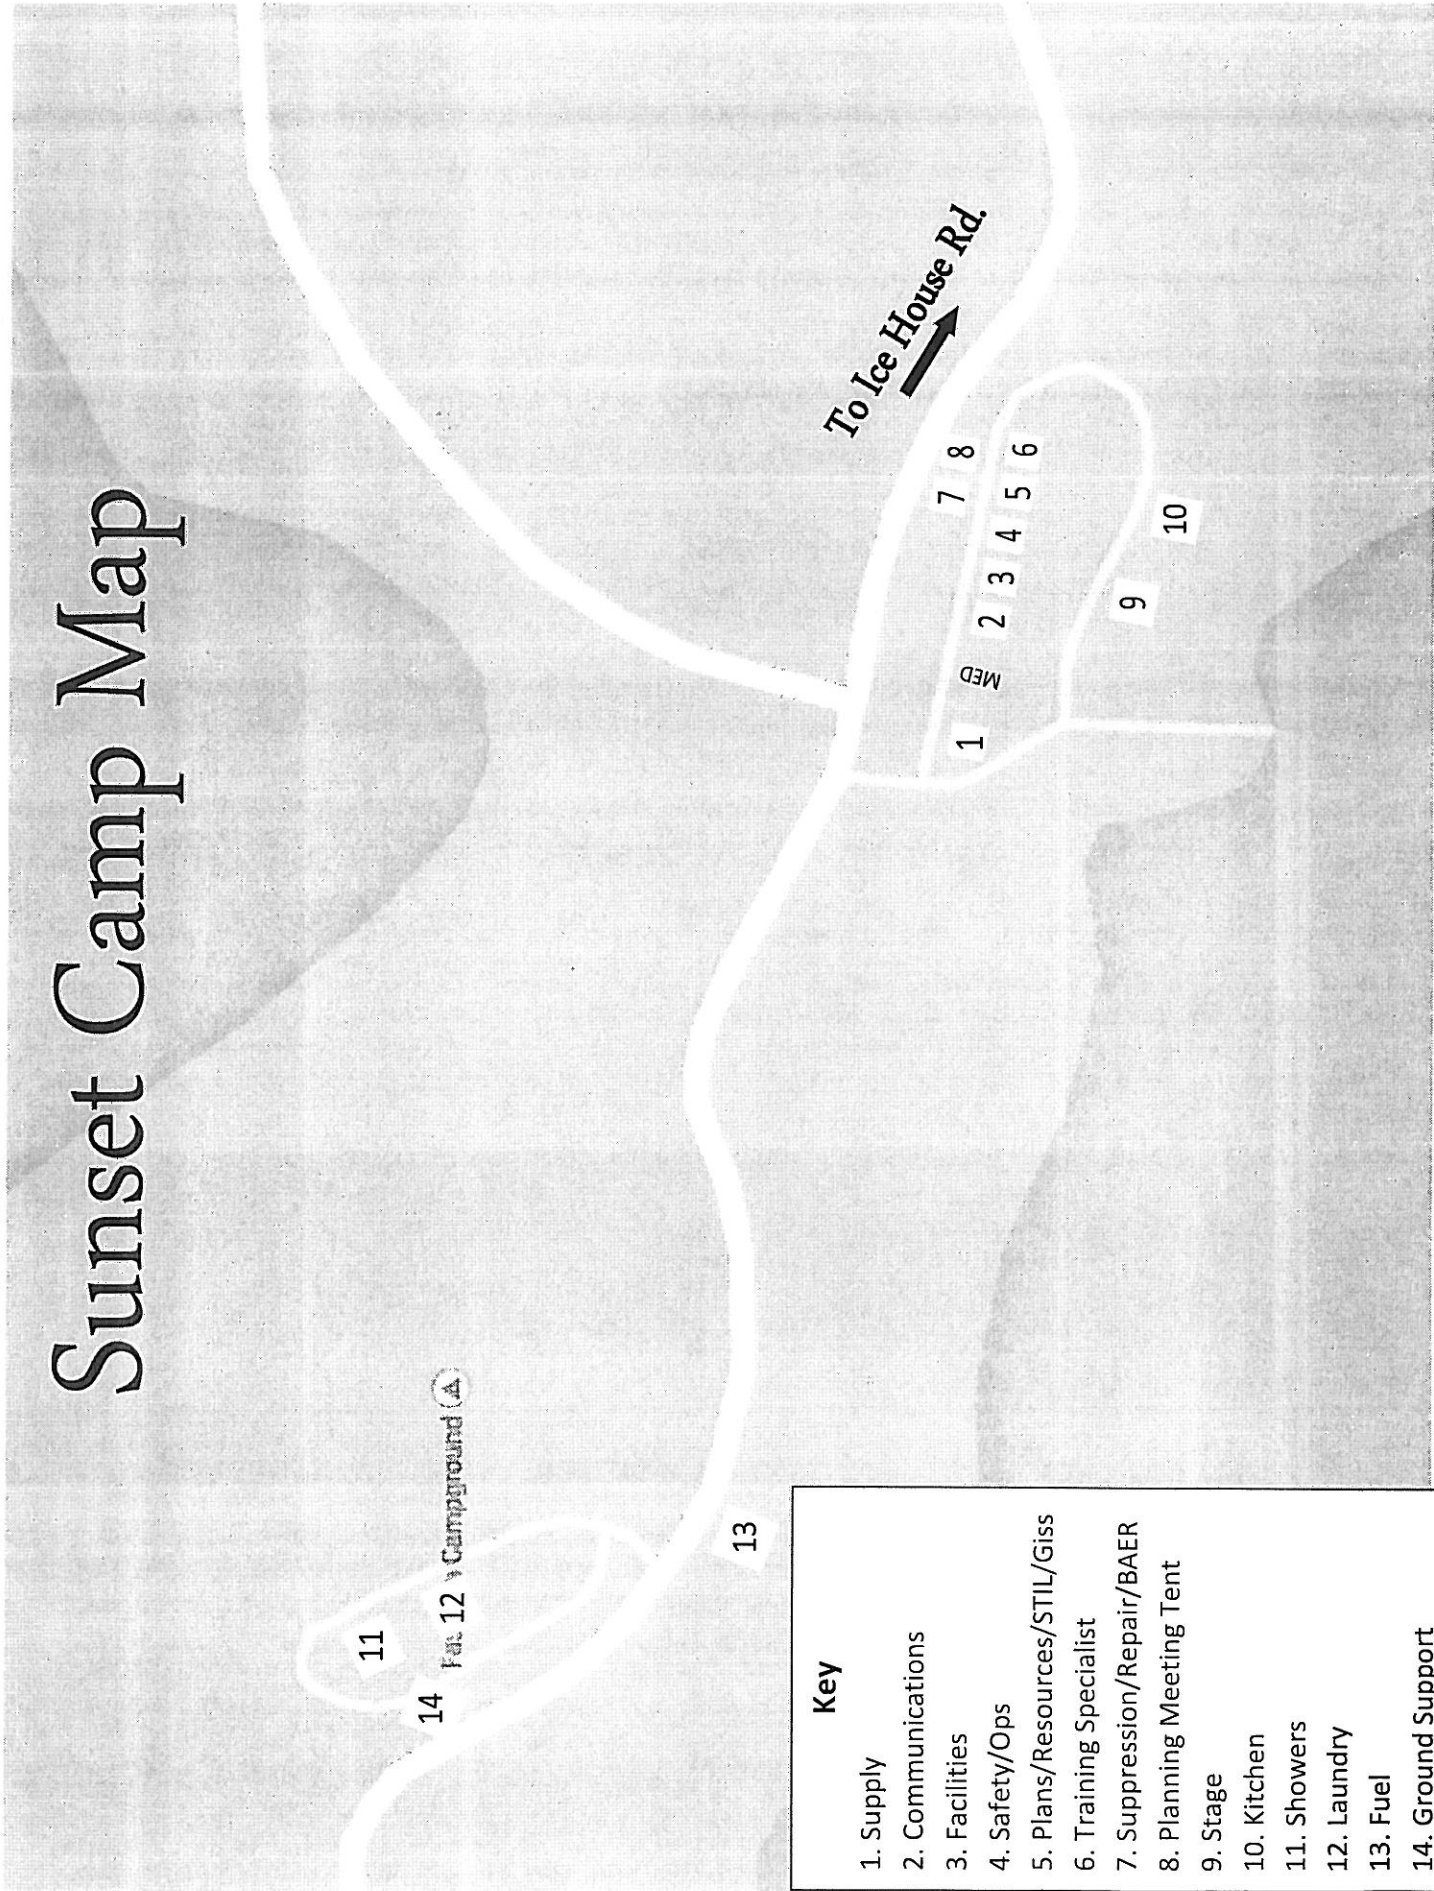 Sunset Camp Map
To Ice House Rd.
11
14
12
Campground
13
7
8
MED
1
2
3
4
5
6
9
10
Key
1. Supply
2. Communications
3. Facilities
4. Safety/Ops
5. Plans/Resources/STIL/Giss
6. Training Specialist
7. Suppression/Repair/BAER
8. Planning Meeting Tent
9. Stage
10. Kitchen
11. Showers
12. Laundry
13. Fuel
14. Ground Support